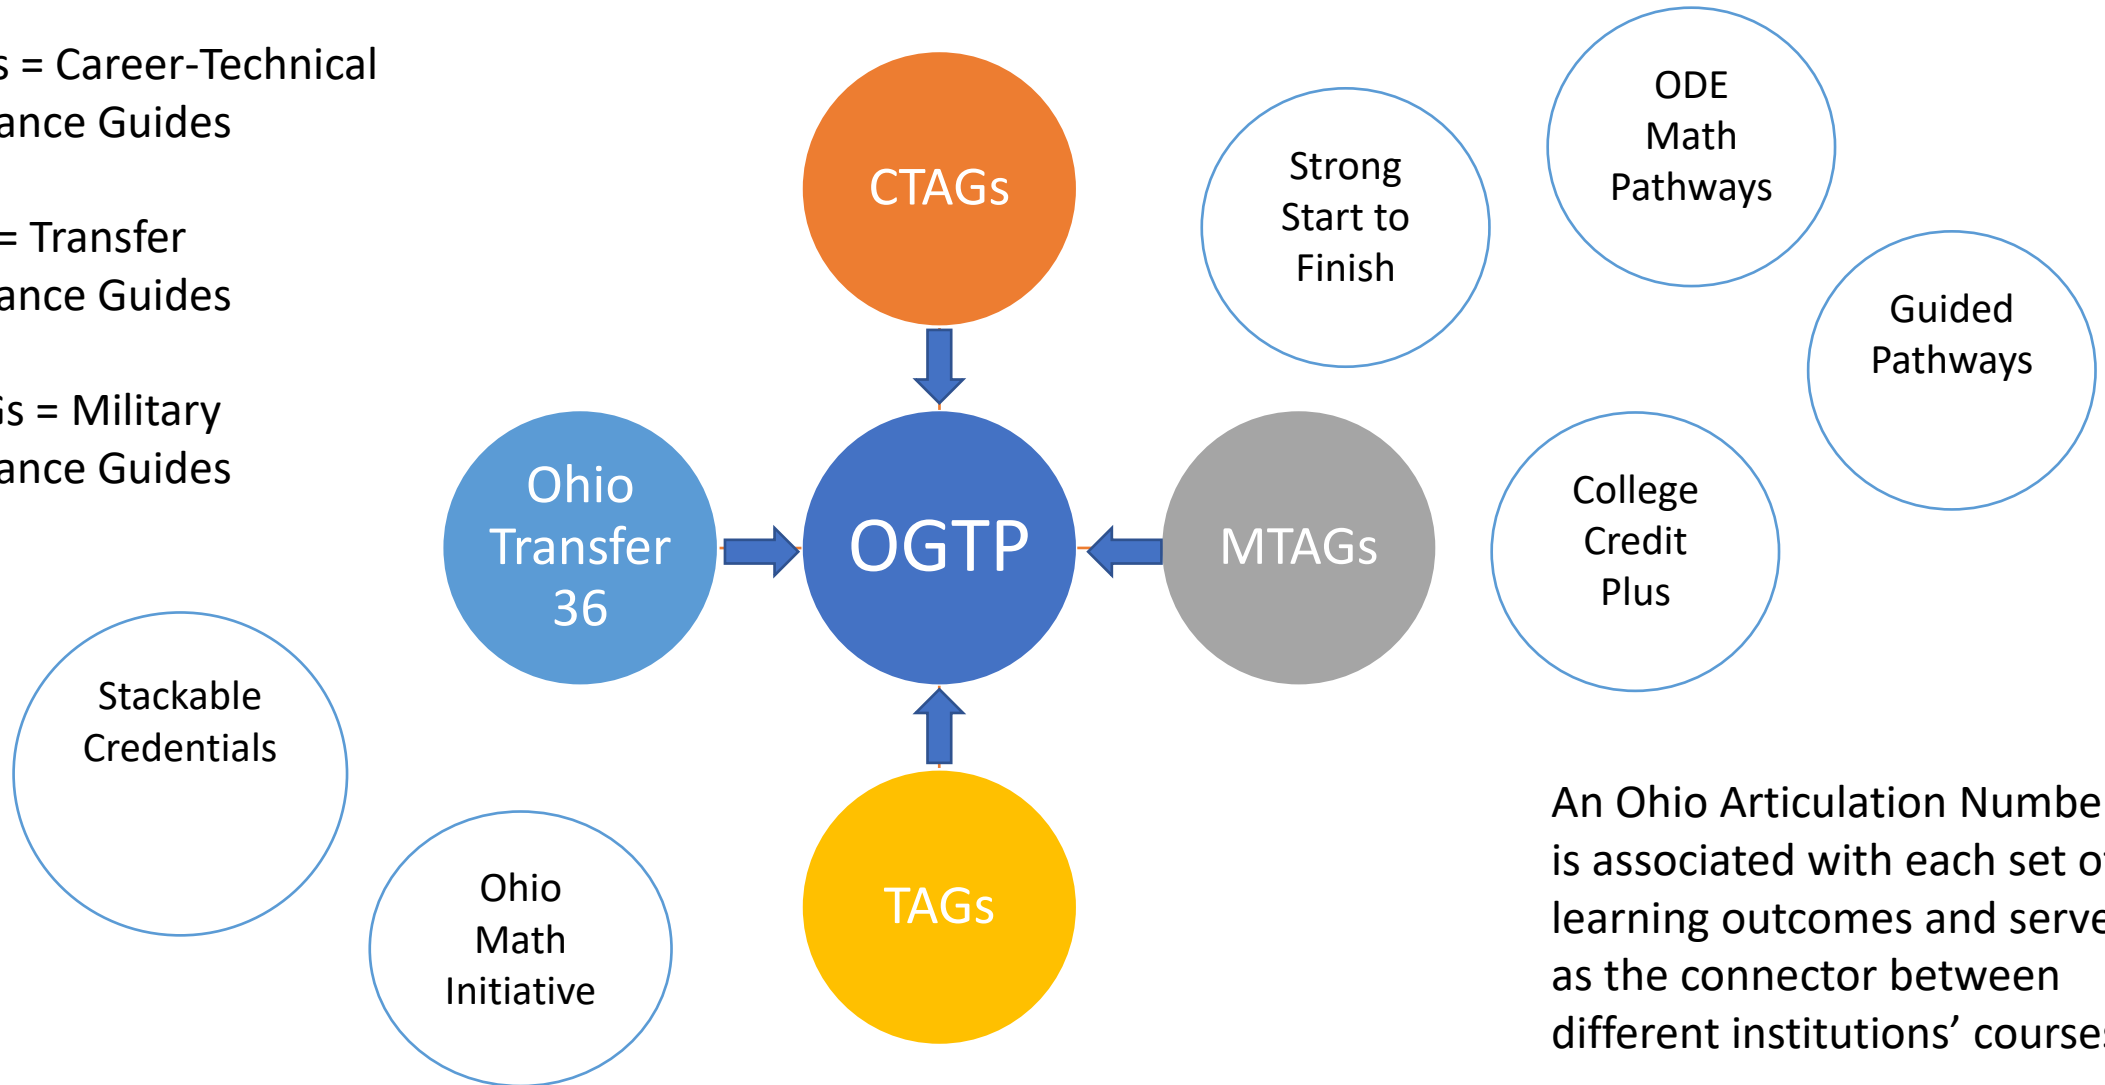 s = Career-Technical
ance Guides
= Transfer
ance Guides
s = Military
ance Guides
CTAGs
Strong
Start to
Finish
ODE
Math
Pathways
Guided
Pathways
Ohio
Transfer
36
OGTP
MTAGs
College
Credit
Plus
Stackable
Credentials
Ohio
Math
Initiative
TAGs
An Ohio Articulation Numbe
is associated with each set o
learning outcomes and serve
as the connector between
different institutions’ courses